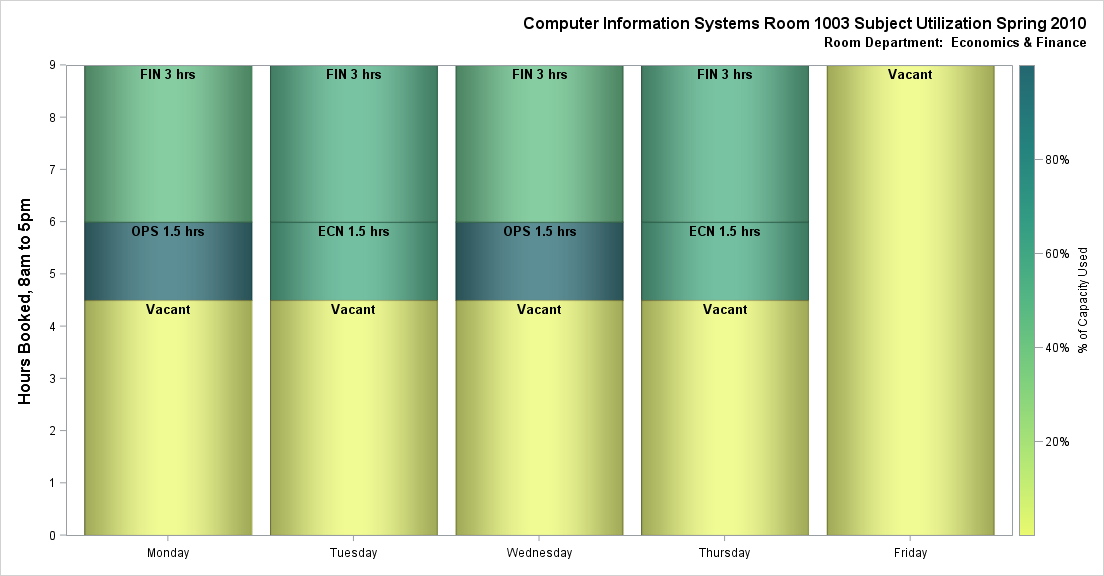 Computer Information Systems Room 1003 Subject Utilization Spring 2010
Room Department:  Economics & Finance
Hours Booked, 8am to 5pm
9
8
7
6
5
4
3
2
1
0
FIN 3 hrs
OPS 1.5 hrs
Vacant
FIN 3 hrs
ECN 1.5 hrs
Vacant
FIN 3 hrs
OPS 1.5 hrs
Vacant
FIN 3 hrs
ECN 1.5 hrs
Vacant
Vacant
Monday
Tuesday
Wednesday
Thursday
Friday
80%
60%
40%
20%
% of Capacity Used